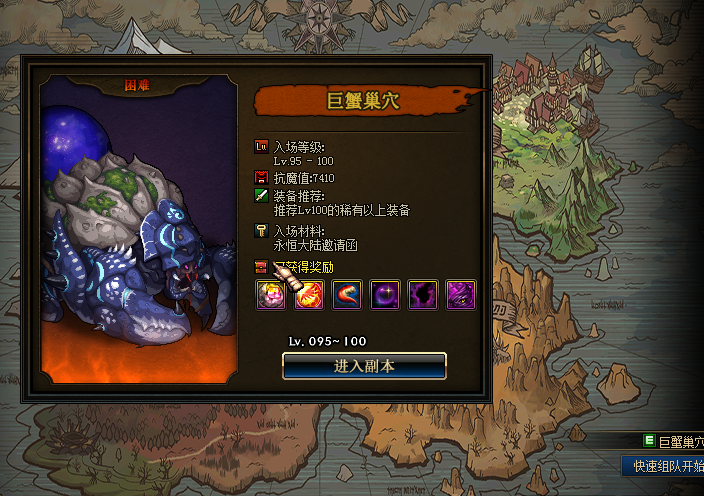 困难
巨蟹巢穴
Lv 入场等级:
Lv.95 - 100
抗魔值:7410
装备推荐:
推荐Lv100的稀有以上装备
入场材料:
永恒大陆邀请函
获得奖励
Lv. 095~100
进入副本
E 巨蟹巢穴
快速组队开始